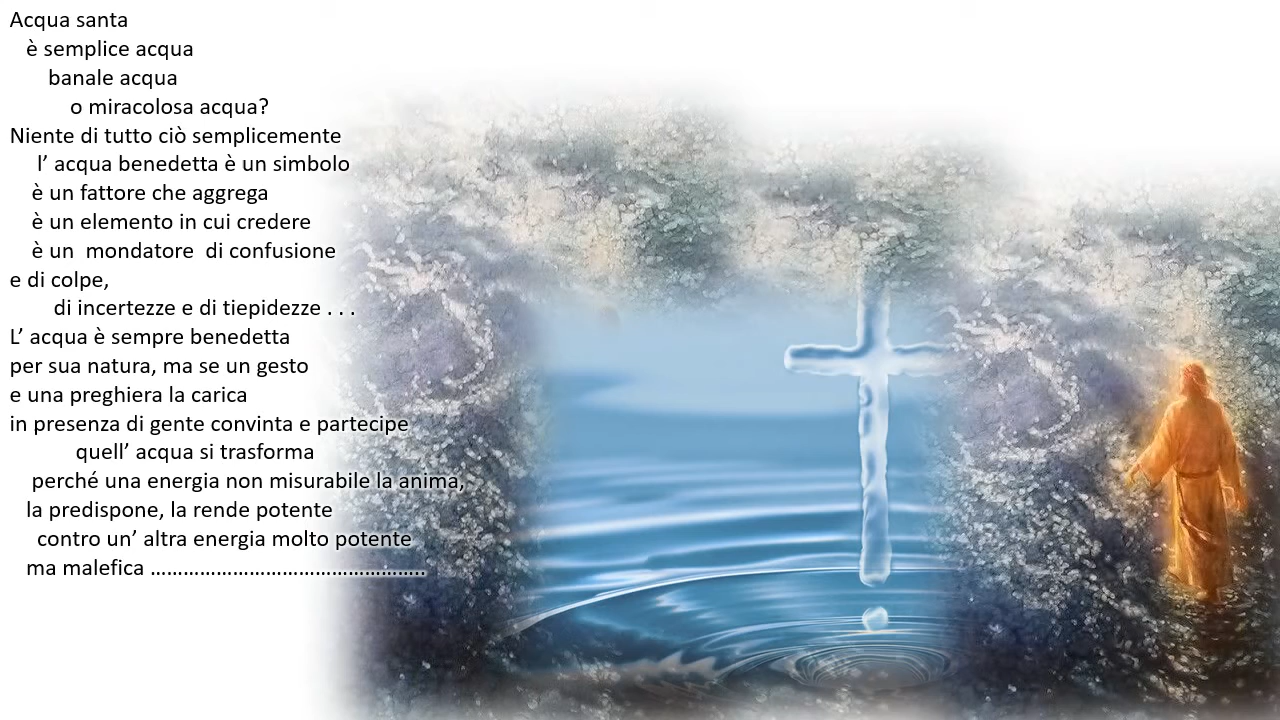 Acqua santa
è semplice acqua
banale acqua
o miracolosa acqua?
Niente di tutto ciò semplicemente
l’ acqua benedetta è un simbolo
è un fattore che aggrega
è un elemento in cui credere
è un  mondatore  di confusione
e di colpe,
di incertezze e di tiepidezze . . .
L’ acqua è sempre benedetta
per sua natura, ma se un gesto
e una preghiera la carica
in presenza di gente convinta e partecipe
quell’ acqua si trasforma
perché una energia non misurabile la anima,
la predispone, la rende potente
contro un’ altra energia molto potente
ma malefica ……………………………………………